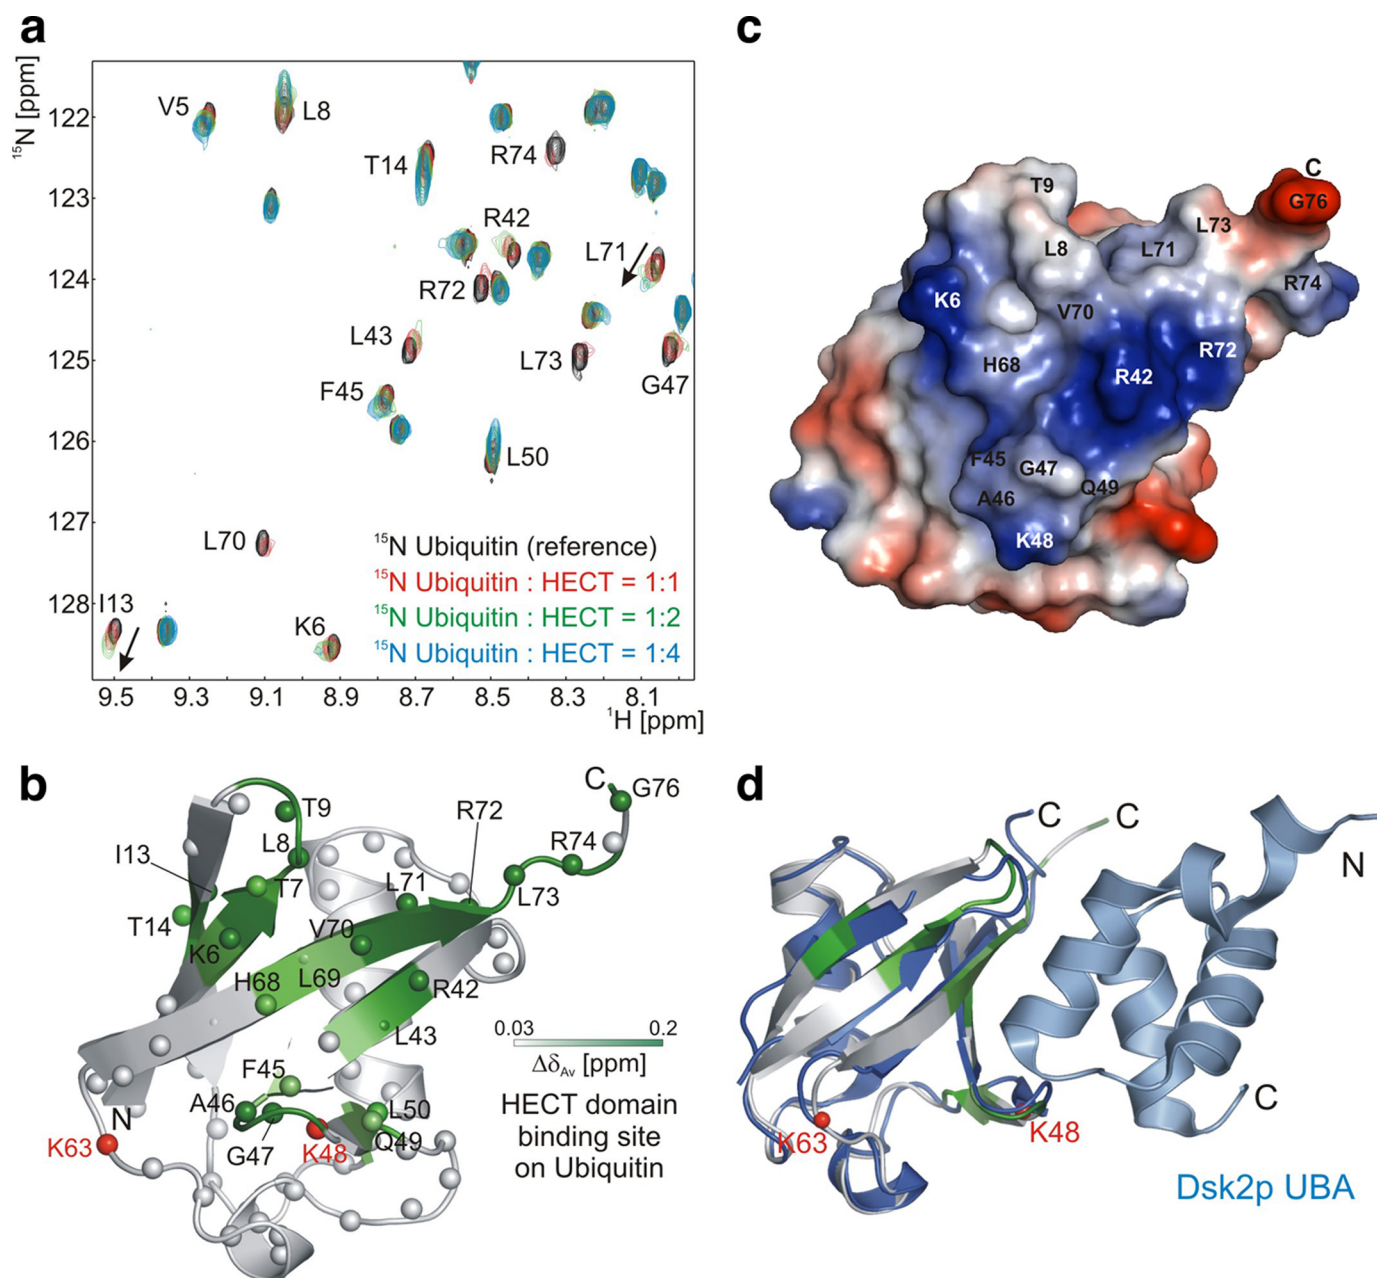 a
¹⁵N [ppm]
122
123
124
125
126
127
128
V5
L8
T14
R74
R42
L71
R72
L43
L73
G47
F45
L50
L70
I13
K6
¹⁵N Ubiquitin (reference)
¹⁵N Ubiquitin : HECT = 1:1
¹⁵N Ubiquitin : HECT = 1:2
¹⁵N Ubiquitin : HECT = 1:4
9.5 9.3 9.1 8.9 8.7 8.5 8.3 8.1
¹H [ppm]
c
C
T9
G76
L73
L8
L71
R74
K6
V70
R72
H68
R42
F45
G47
A46
Q49
K48
b
C
G76
T9
R72
L8
R74
I13
T7
L71
L73
T14
V70
K6
H68
L69
R42
L43
F45
A46
L50
N
K63
G47
K48
Q49
0.03 0.2
Δδ_Av [ppm]
HECT domain
binding site
on Ubiquitin
d
C
C
N
C
K63
K48
Dsk2p UBA